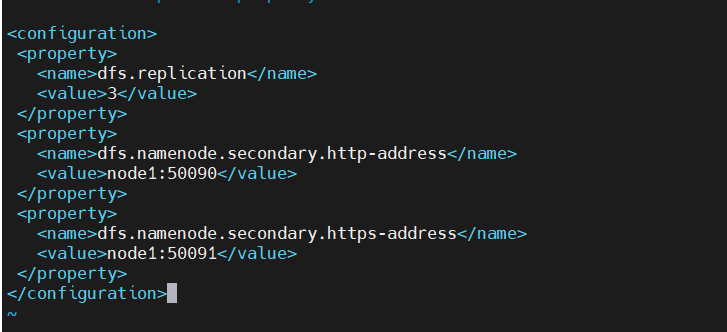 <configuration>
 <property>
   <name>dfs.replication</name>
   <value>3</value>
 </property>
 <property>
   <name>dfs.namenode.secondary.http-address</name>
   <value>node1:50090</value>
 </property>
 <property>
   <name>dfs.namenode.secondary.https-address</name>
   <value>node1:50091</value>
 </property>
</configuration>
~